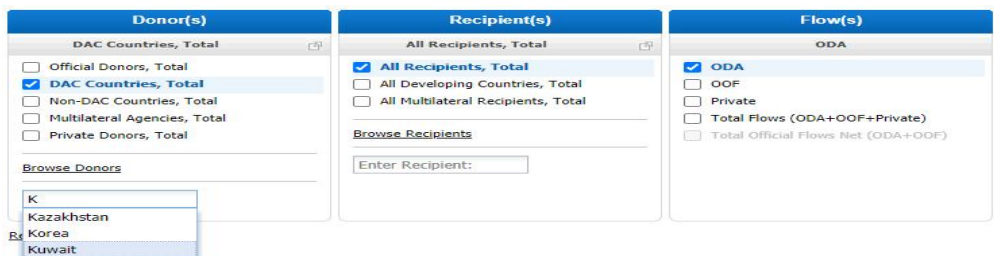 Donor(s)
DAC Countries, Total
Official Donors, Total
DAC Countries, Total
Non-DAC Countries, Total
Multilateral Agencies, Total
Private Donors, Total
Browse Donors
K
Kazakhstan
Korea
Kuwait
Recipient(s)
All Recipients, Total
All Recipients, Total
All Developing Countries, Total
All Multilateral Recipients, Total
Browse Recipients
Enter Recipient:
Flow(s)
ODA
ODA
OOF
Private
Total Flows (ODA+OOF+Private)
Total Official Flows Net (ODA+OOF)